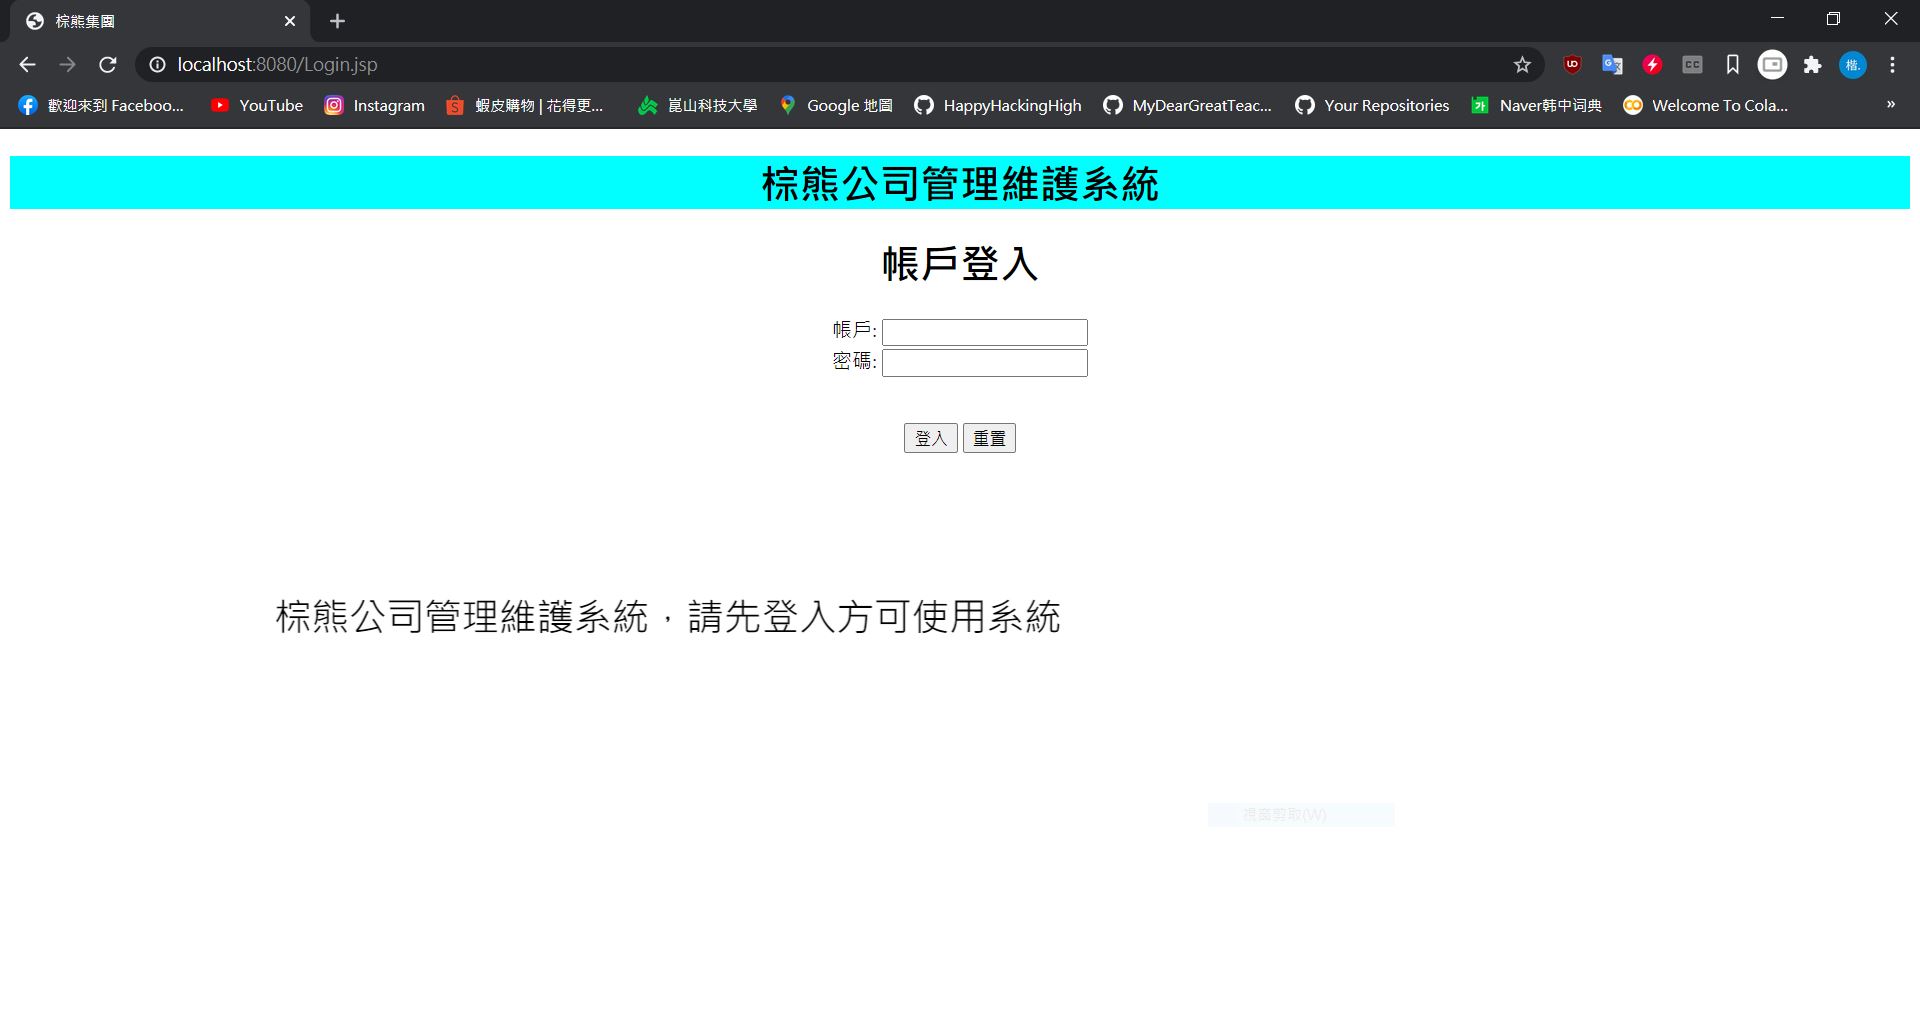 棕熊集團
localhost:8080/Login.jsp
歡迎來到 Faceboo... YouTube Instagram 蝦皮購物 | 花得更... 崑山科技大學 Google 地圖 HappyHackingHigh MyDearGreatTeac... Your Repositories Naver韩中词典 Welcome To Cola... »
棕熊公司管理維護系統
帳戶登入
帳戶:
密碼:
登入 重置
棕熊公司管理維護系統，請先登入方可使用系統
視窗剪取(W)